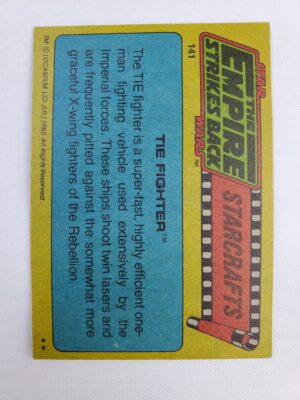 STAR
THE
EMPIRE
STRIKES BACK
WARS™
STARCRAFTS
141
TIE FIGHTER™
The TIE fighter is a super-fast, highly efficient one-
man fighting vehicle used extensively by the
Imperial forces. These ships shoot twin lasers and
are frequently pitted against the somewhat more
graceful X-wing fighters of the Rebellion.
TM: © LUCASFILM LTD. (LFL) 1980. All Rights Reserved
**